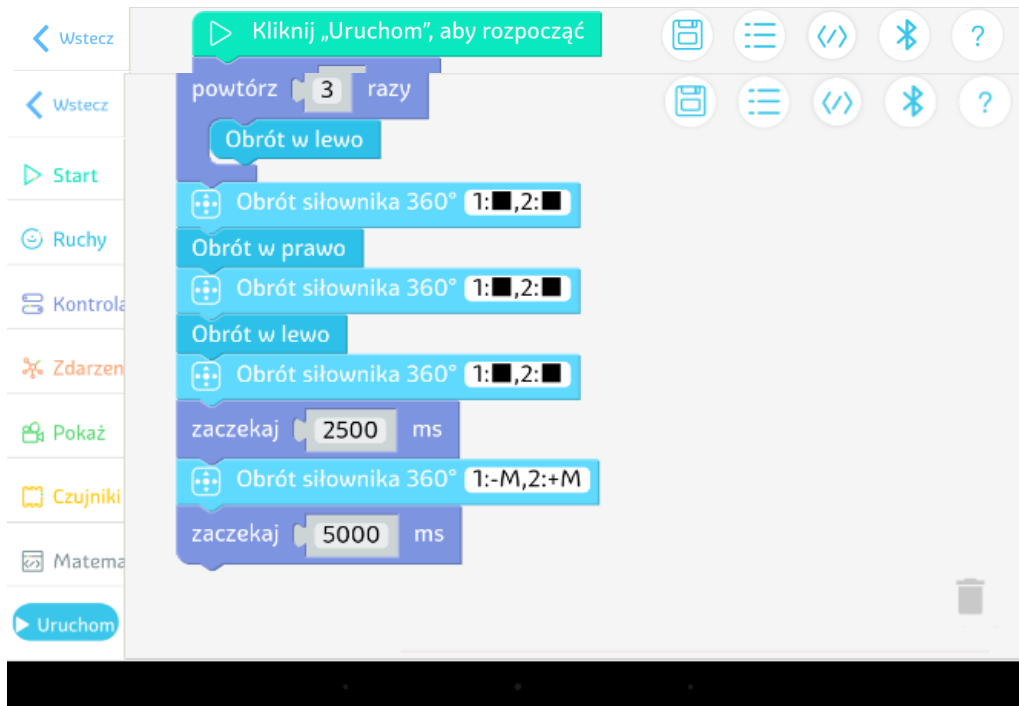 Wstecz
Kliknij „Uruchom”, aby rozpocząć
?
Wstecz
powtórz 3 razy
?
Obrót w lewo
Start
Obrót siłownika 360° 1:■,2:■
Ruchy
Obrót w prawo
Obrót siłownika 360° 1:■,2:■
Kontrola
Obrót w lewo
Zdarzen
Obrót siłownika 360° 1:■,2:■
Pokaż
zaczekaj 2500 ms
Obrót siłownika 360° 1:-M,2:+M
Czujniki
zaczekaj 5000 ms
Matema
Uruchom